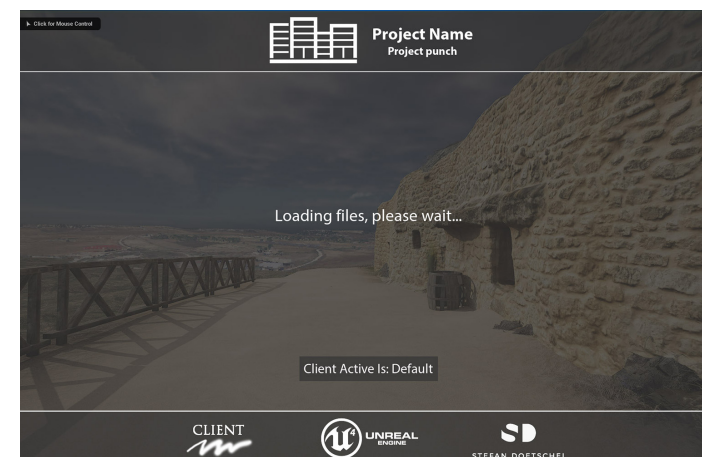 Click for Mouse Control
Project Name
Project punch
Loading files, please wait...
Client Active Is: Default
CLIENT
U4 UNREAL
ENGINE
SD
STEFAN DOETSCHEL